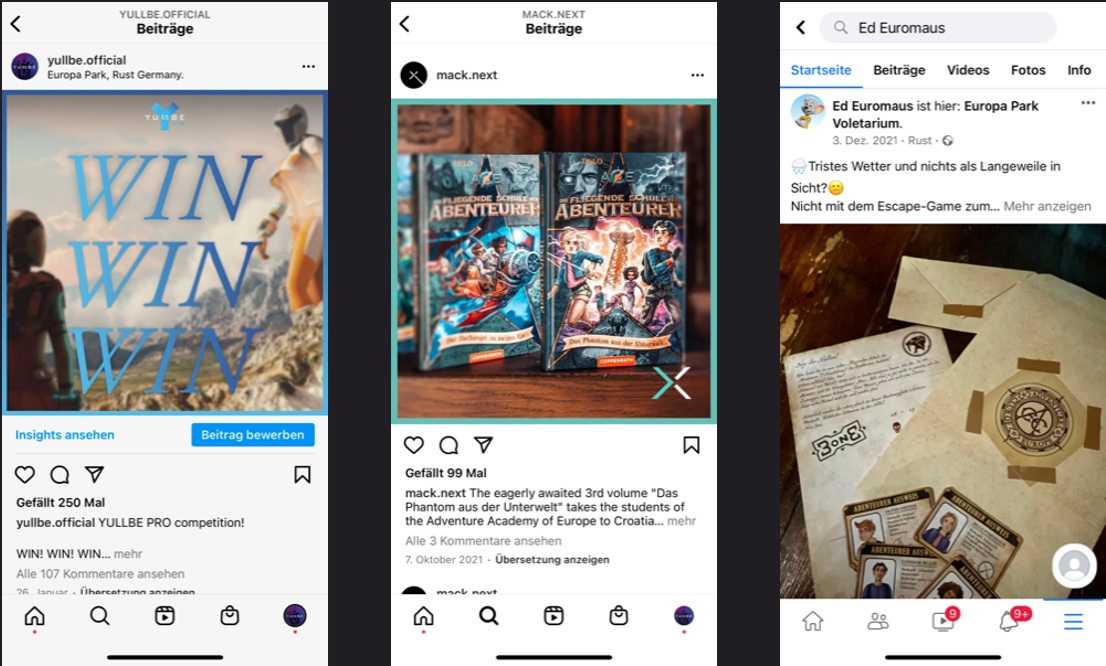 YULLBE.OFFICIAL
Beiträge
yullbe.official
Europa Park, Rust Germany.
YULLBE
WIN
WIN
WIN
Insights ansehen
Beitrag bewerben
Gefällt 250 Mal
yullbe.official YULLBE PRO competition!
WIN! WIN! WIN... mehr
Alle 107 Kommentare ansehen
26. Januar · Übersetzung anzeigen
MACK.NEXT
Beiträge
mack.next
FLIEGENDE SCHULE
ABENTEURER
COPPENRATH
ACE
FLIEGENDE SCHULE
ABENTEURER
Das Phantom aus der Unterwelt
COPPENRATH
Gefällt 99 Mal
mack.next The eagerly awaited 3rd volume "Das
Phantom aus der Unterwelt" takes the students of
the Adventure Academy of Europe to Croatia... mehr
Alle 3 Kommentare ansehen
7. Oktober 2021 · Übersetzung anzeigen
mack.next
Ed Euromaus
Startseite
Beiträge
Videos
Fotos
Info
Ed Euromaus ist hier: Europa Park
Voletarium.
3. Dez. 2021 · Rust ·
Tristes Wetter und nichts als Langeweile in
Sicht?
Nicht mit dem Escape-Game zum... Mehr anzeigen
BONE
ABENTEURER AUSWEIS
ABENTEURER AUSWEIS
ABENTEURER AUSWEIS
9
9+